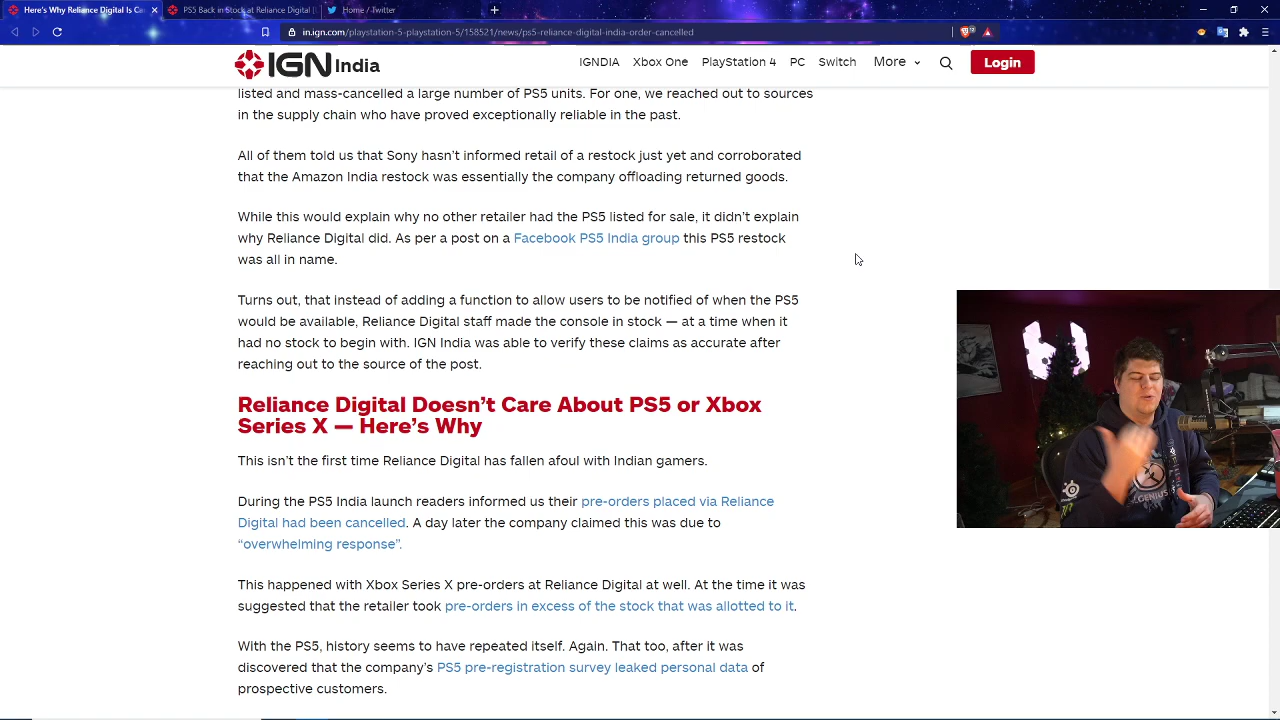 Here's Why Reliance Digital Is Ca
PS5 Back in Stock at Reliance Digital (
Home / Twitter
in.ign.com/playstation-5-playstation-5/158521/news/ps5-reliance-digital-india-order-cancelled
IGN India
IGNDIA
Xbox One
PlayStation 4
PC
Switch
More
Login
listed and mass-cancelled a large number of PS5 units. For one, we reached out to sources
in the supply chain who have proved exceptionally reliable in the past.
All of them told us that Sony hasn't informed retail of a restock just yet and corroborated
that the Amazon India restock was essentially the company offloading returned goods.
While this would explain why no other retailer had the PS5 listed for sale, it didn't explain
why Reliance Digital did. As per a post on a Facebook PS5 India group this PS5 restock
was all in name.
Turns out, that instead of adding a function to allow users to be notified of when the PS5
would be available, Reliance Digital staff made the console in stock — at a time when it
had no stock to begin with. IGN India was able to verify these claims as accurate after
reaching out to the source of the post.
Reliance Digital Doesn't Care About PS5 or Xbox
Series X — Here's Why
This isn't the first time Reliance Digital has fallen afoul with Indian gamers.
During the PS5 India launch readers informed us their pre-orders placed via Reliance
Digital had been cancelled. A day later the company claimed this was due to
“overwhelming response”.
This happened with Xbox Series X pre-orders at Reliance Digital at well. At the time it was
suggested that the retailer took pre-orders in excess of the stock that was allotted to it.
With the PS5, history seems to have repeated itself. Again. That too, after it was
discovered that the company's PS5 pre-registration survey leaked personal data of
prospective customers.